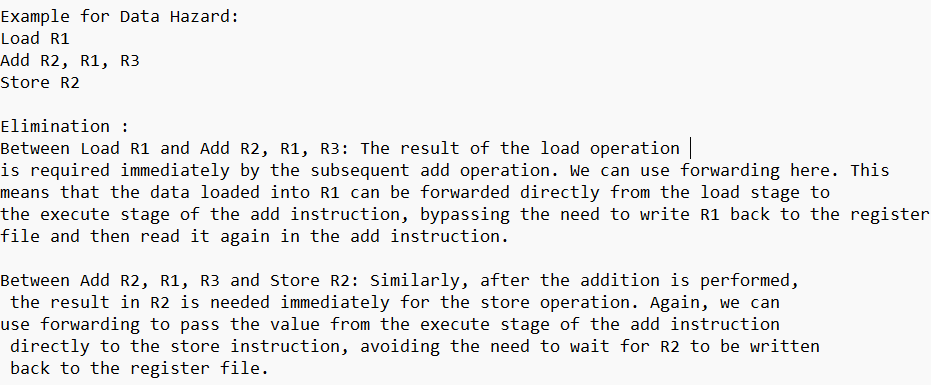 Example for Data Hazard:
Load R1
Add R2, R1, R3
Store R2

Elimination :
Between Load R1 and Add R2, R1, R3: The result of the load operation
is required immediately by the subsequent add operation. We can use forwarding here. This
means that the data loaded into R1 can be forwarded directly from the load stage to
the execute stage of the add instruction, bypassing the need to write R1 back to the register
file and then read it again in the add instruction.

Between Add R2, R1, R3 and Store R2: Similarly, after the addition is performed,
 the result in R2 is needed immediately for the store operation. Again, we can
use forwarding to pass the value from the execute stage of the add instruction
 directly to the store instruction, avoiding the need to wait for R2 to be written
 back to the register file.